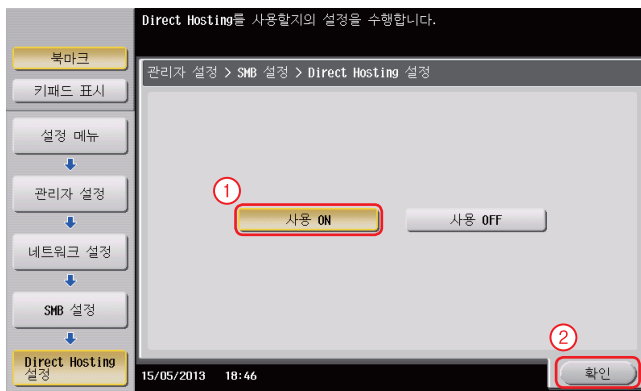 Direct Hosting를 사용할지의 설정을 수행합니다.
북마크
키패드 표시
설정 메뉴
관리자 설정
네트워크 설정
SMB 설정
Direct Hosting
설정
관리자 설정 > SMB 설정 > Direct Hosting 설정
1
사용 ON
사용 OFF
2
15/05/2013 18:46
확인